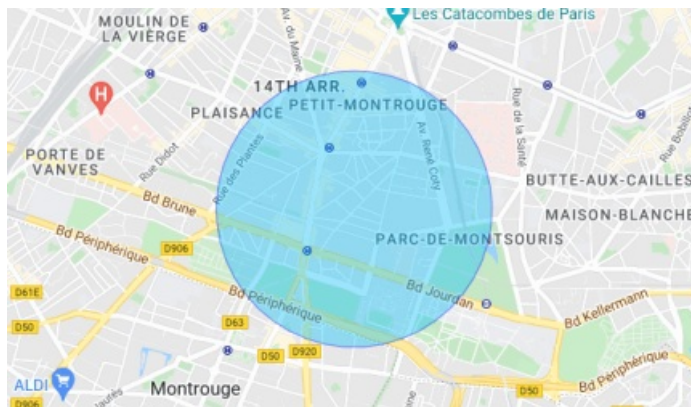 MOULIN DE
LA VIÈRGE
Av. du Maine
Les Catacombes de Paris
H
14TH ARR.
PETIT-MONTROUGE
PLAISANCE
Rue de la Santé
Rue Bobillot
PORTE DE
VANVES
Rue Didot
Rue des Plantes
Av. René Coty
BUTTE-AUX-CAILLES
MAISON-BLANCHE
Bd Brune
Bd Périphérique
D906
PARC-DE-MONTSOURIS
D61E
Bd Périphérique
Bd Jourdan
Bd Kellermann
D50
D63
D50
D920
ALDI
Montrouge
D50
D906